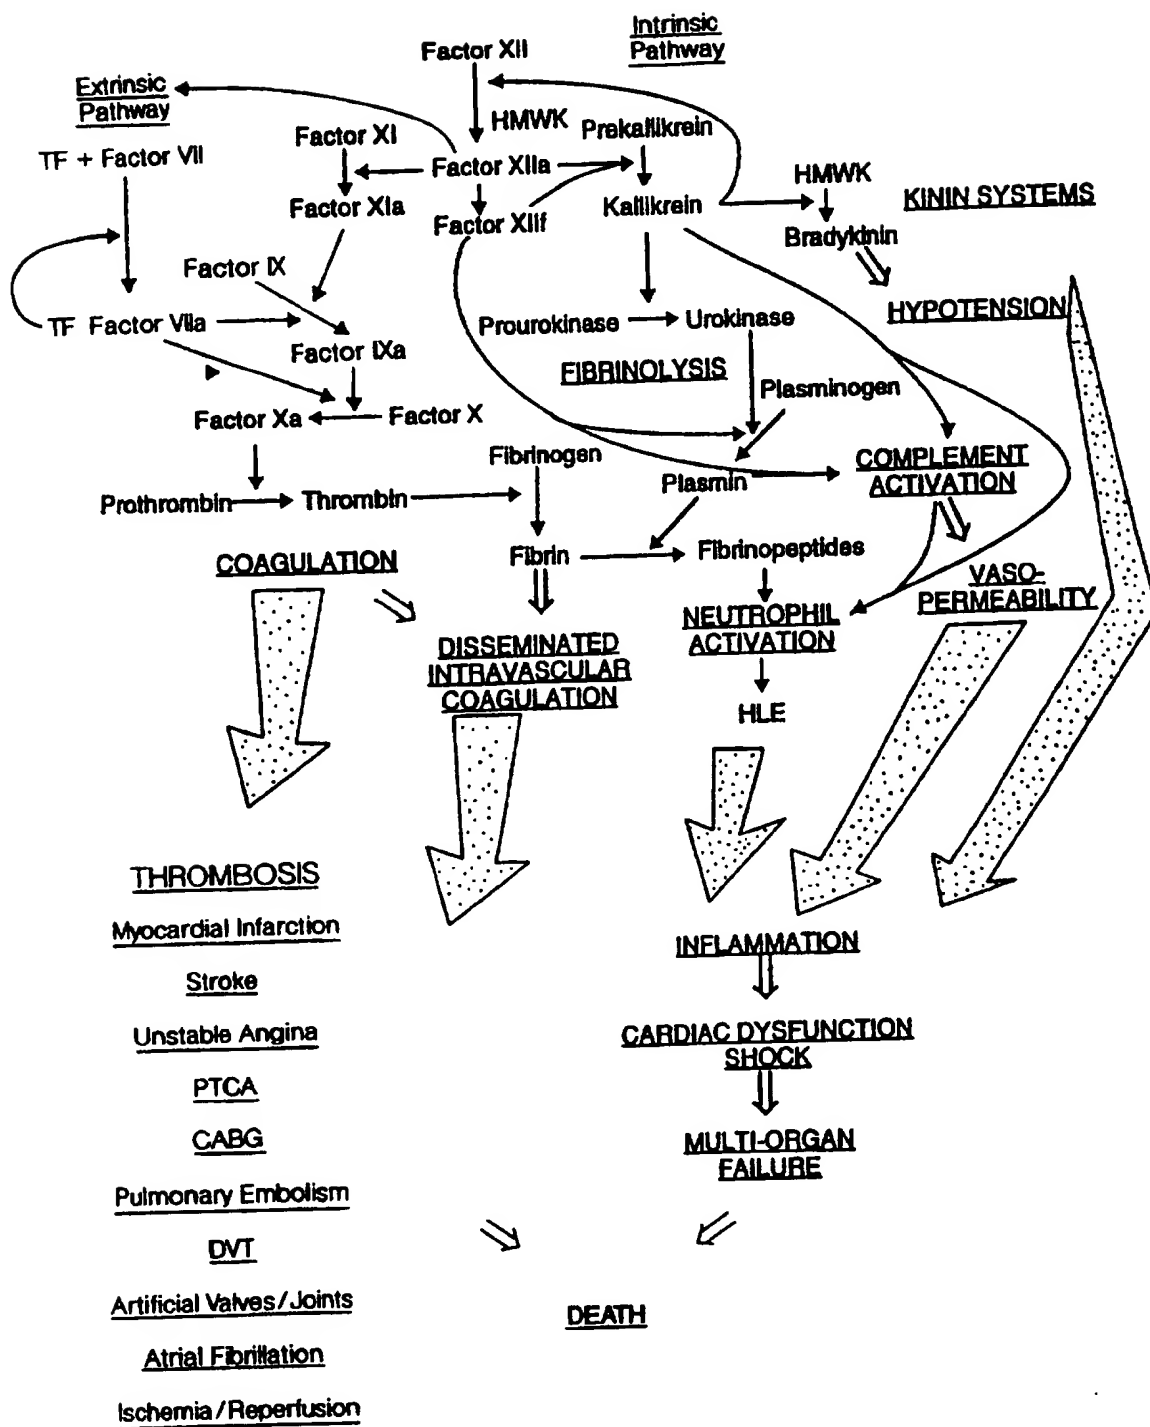 Intrinsic
Pathway
Factor XII
Extrinsic
Pathway
HMWK
Factor XI
Prekallikrein
TF + Factor VII
Factor XIIa
HMWK
KININ SYSTEMS
Factor XIa
Factor XIIf
Kallikrein
Bradykinin
Factor IX
HYPOTENSION
TF Factor VIIa
Prourokinase
Urokinase
Factor IXa
FIBRINOLYSIS
Plasminogen
Factor Xa
Factor X
Fibrinogen
COMPLEMENT
ACTIVATION
Prothrombin
Thrombin
Plasmin
COAGULATION
Fibrin
Fibrinopeptides
VASO-
PERMEABILITY
NEUTROPHIL
ACTIVATION
DISSEMINATED
INTRAVASCULAR
COAGULATION
HLE
THROMBOSIS
Myocardial Infarction
Stroke
Unstable Angina
PTCA
CABG
Pulmonary Embolism
DVT
Artificial Valves/Joints
Atrial Fibrillation
Ischemia/Reperfusion
INFLAMMATION
CARDIAC DYSFUNCTION
SHOCK
MULTI-ORGAN
FAILURE
DEATH